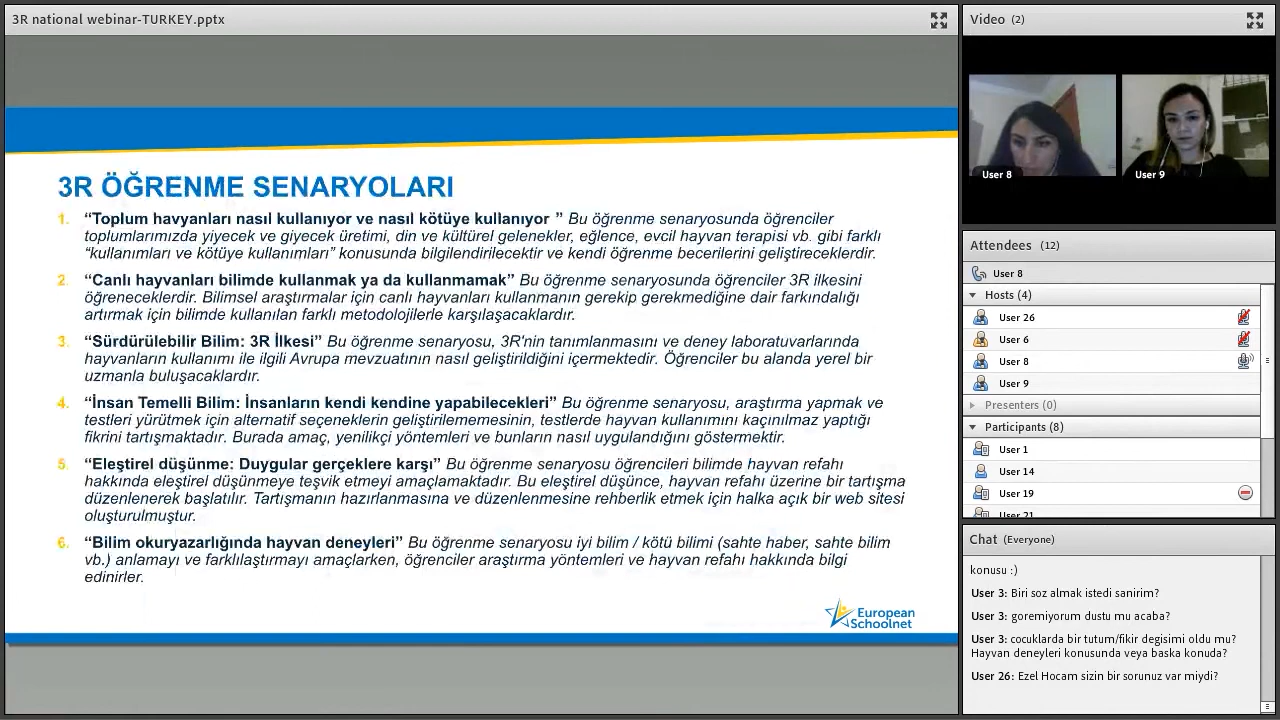 3R national webinar-TURKEY.pptx
3R ÖĞRENME SENARYOLARI
1. “Toplum havyanları nasıl kullanıyor ve nasıl kötüye kullanıyor ” Bu öğrenme senaryosunda öğrenciler
toplumlarımızda yiyecek ve giyecek üretimi, din ve kültürel gelenekler, eğlence, evcil hayvan terapisi vb. gibi farklı
“kullanımları ve kötüye kullanımları” konusunda bilgilendirilecektir ve kendi öğrenme becerilerini geliştireceklerdir.
2. “Canlı hayvanları bilimde kullanmak ya da kullanmamak” Bu öğrenme senaryosunda öğrenciler 3R ilkesini
öğreneceklerdir. Bilimsel araştırmalar için canlı hayvanları kullanmanın gerekip gerekmediğine dair farkındalığı
artırmak için bilimde kullanılan farklı metodolojilerle karşılaşacaklardır.
3. “Sürdürülebilir Bilim: 3R İlkesi” Bu öğrenme senaryosu, 3R'nin tanımlanmasını ve deney laboratuvarlarında
hayvanların kullanımı ile ilgili Avrupa mevzuatının nasıl geliştirildiğini içermektedir. Öğrenciler bu alanda yerel bir
uzmanla buluşacaklardır.
4. “İnsan Temelli Bilim: İnsanların kendi kendine yapabilecekleri” Bu öğrenme senaryosu, araştırma yapmak ve
testleri yürütmek için alternatif seçeneklerin geliştirilememesinin, testlerde hayvan kullanımını kaçınılmaz yaptığı
fikrini tartışmaktadır. Burada amaç, yenilikçi yöntemleri ve bunların nasıl uygulandığını göstermektir.
5. “Eleştirel düşünme: Duygular gerçeklere karşı” Bu öğrenme senaryosu öğrencileri bilimde hayvan refahı
hakkında eleştirel düşünmeye teşvik etmeyi amaçlamaktadır. Bu eleştirel düşünce, hayvan refahı üzerine bir tartışma
düzenlenerek başlatılır. Tartışmanın hazırlanmasına ve düzenlenmesine rehberlik etmek için halka açık bir web sitesi
oluşturulmuştur.
6. “Bilim okuryazarlığında hayvan deneyleri” Bu öğrenme senaryosu iyi bilim / kötü bilimi (sahte haber, sahte bilim
vb.) anlamayı ve farklılaştırmayı amaçlarken, öğrenciler araştırma yöntemleri ve hayvan refahı hakkında bilgi
edinirler.
European
Schoolnet
Video (2)
User 8
User 9
Attendees (12)
User 8
Hosts (4)
User 26
User 6
User 8
User 9
Presenters (0)
Participants (8)
User 1
User 14
User 19
User 21
Chat (Everyone)
konusu :)
User 3: Biri soz almak istedi sanirim?
User 3: goremiyorum dustu mu acaba?
User 3: cocuklarda bir tutum/fikir degisimi oldu mu?
Hayvan deneyleri konusunda veya baska konuda?
User 26: Ezel Hocam sizin bir sorunuz var miydi?